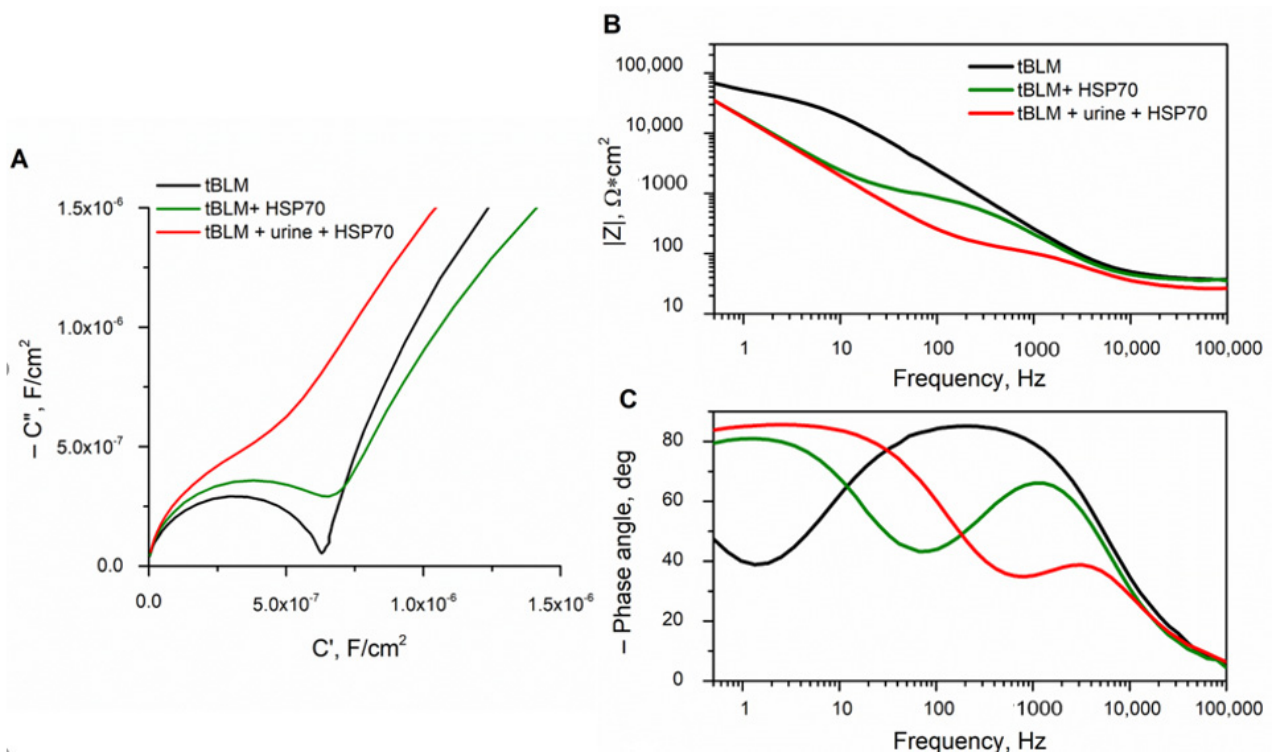 A
tBLM
tBLM+ HSP70
tBLM + urine + HSP70
1.5x10⁻⁶
1.0x10⁻⁶
5.0x10⁻⁷
0.0
– C", F/cm²
0.0
5.0x10⁻⁷
1.0x10⁻⁶
1.5x10⁻⁶
C', F/cm²
B
tBLM
tBLM+ HSP70
tBLM + urine + HSP70
100,000
10,000
1000
100
10
|Z|, Ω*cm²
1
10
100
1000
10,000
100,000
Frequency, Hz
C
80
60
40
20
0
– Phase angle, deg
1
10
100
1000
10,000
100,000
Frequency, Hz